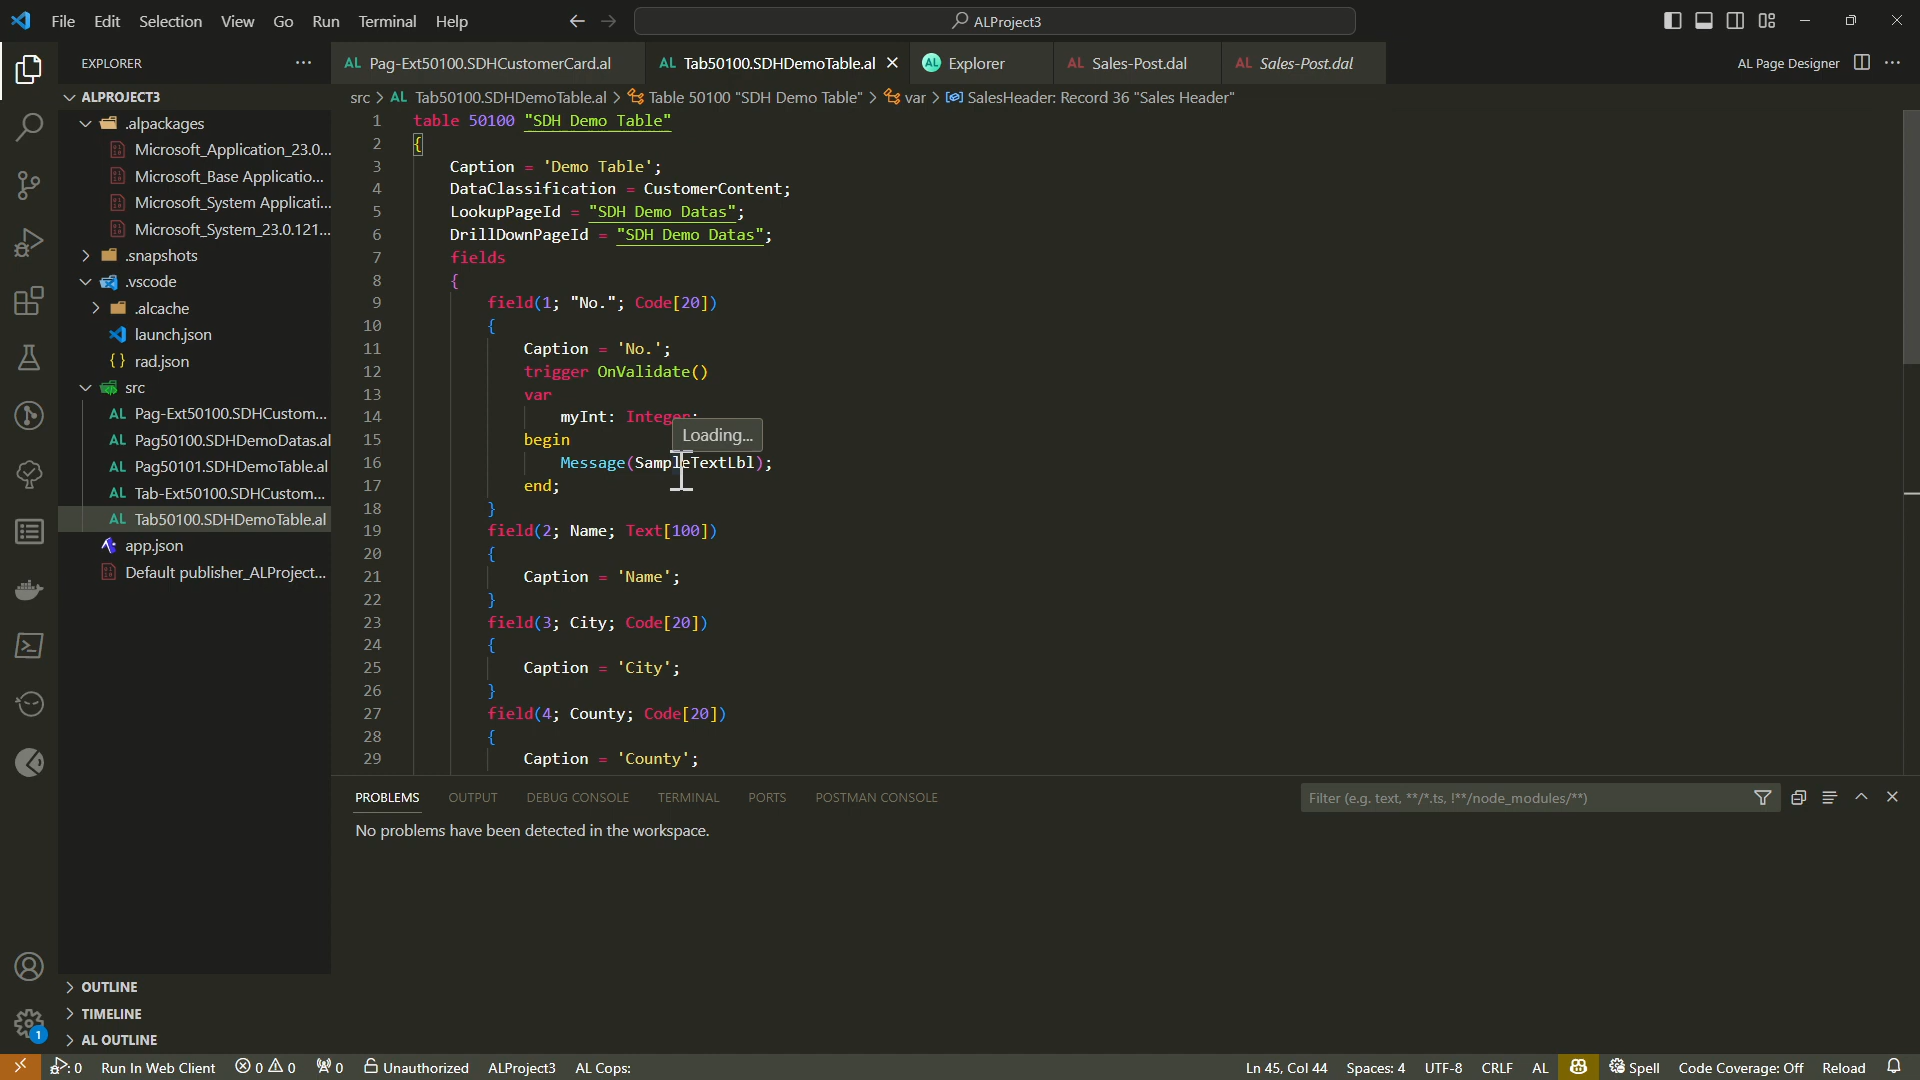 File Edit Selection View Go Run Terminal Help
ALProject3
EXPLORER
AL Pag-Ext50100.SDHCustomerCard.al
AL Tab50100.SDHDemoTable.al
AL Explorer
AL Sales-Post.dal
AL Sales-Post.dal
AL Page Designer
ALPROJECT3
.alpackages
Microsoft_Application_23.0...
Microsoft_Base Applicatio...
Microsoft_System Applicati...
Microsoft_System_23.0.121...
.snapshots
.vscode
.alcache
launch.json
{} rad.json
src
AL Pag-Ext50100.SDHCustom...
AL Pag50100.SDHDemoDatas.al
AL Pag50101.SDHDemoTable.al
AL Tab-Ext50100.SDHCustom...
AL Tab50100.SDHDemoTable.al
app.json
Default publisher_ALProject...
OUTLINE
TIMELINE
AL OUTLINE
src > AL Tab50100.SDHDemoTable.al > Table 50100 "SDH Demo Table" > var > SalesHeader: Record 36 "Sales Header"
1 table 50100 "SDH Demo Table"
2 {
3 Caption = 'Demo Table';
4 DataClassification = CustomerContent;
5 LookupPageId = "SDH Demo Datas";
6 DrillDownPageId = "SDH Demo Datas";
7 fields
8 {
9 field(1; "No."; Code[20])
10 {
11 Caption = 'No.';
12 trigger OnValidate()
13 var
14 myInt: Integer;
Loading...
15 begin
16 Message(SampleTextLbl);
17 end;
18 }
19 field(2; Name; Text[100])
20 {
21 Caption = 'Name';
22 }
23 field(3; City; Code[20])
24 {
25 Caption = 'City';
26 }
27 field(4; County; Code[20])
28 {
29 Caption = 'County';
PROBLEMS OUTPUT DEBUG CONSOLE TERMINAL PORTS POSTMAN CONSOLE
Filter (e.g. text, **/*.ts, !**/node_modules/**)
No problems have been detected in the workspace.
1
: 0 Run In Web Client 0 0 0 Unauthorized ALProject3 AL Cops:
Ln 45, Col 44 Spaces: 4 UTF-8 CRLF AL Spell Code Coverage: Off Reload